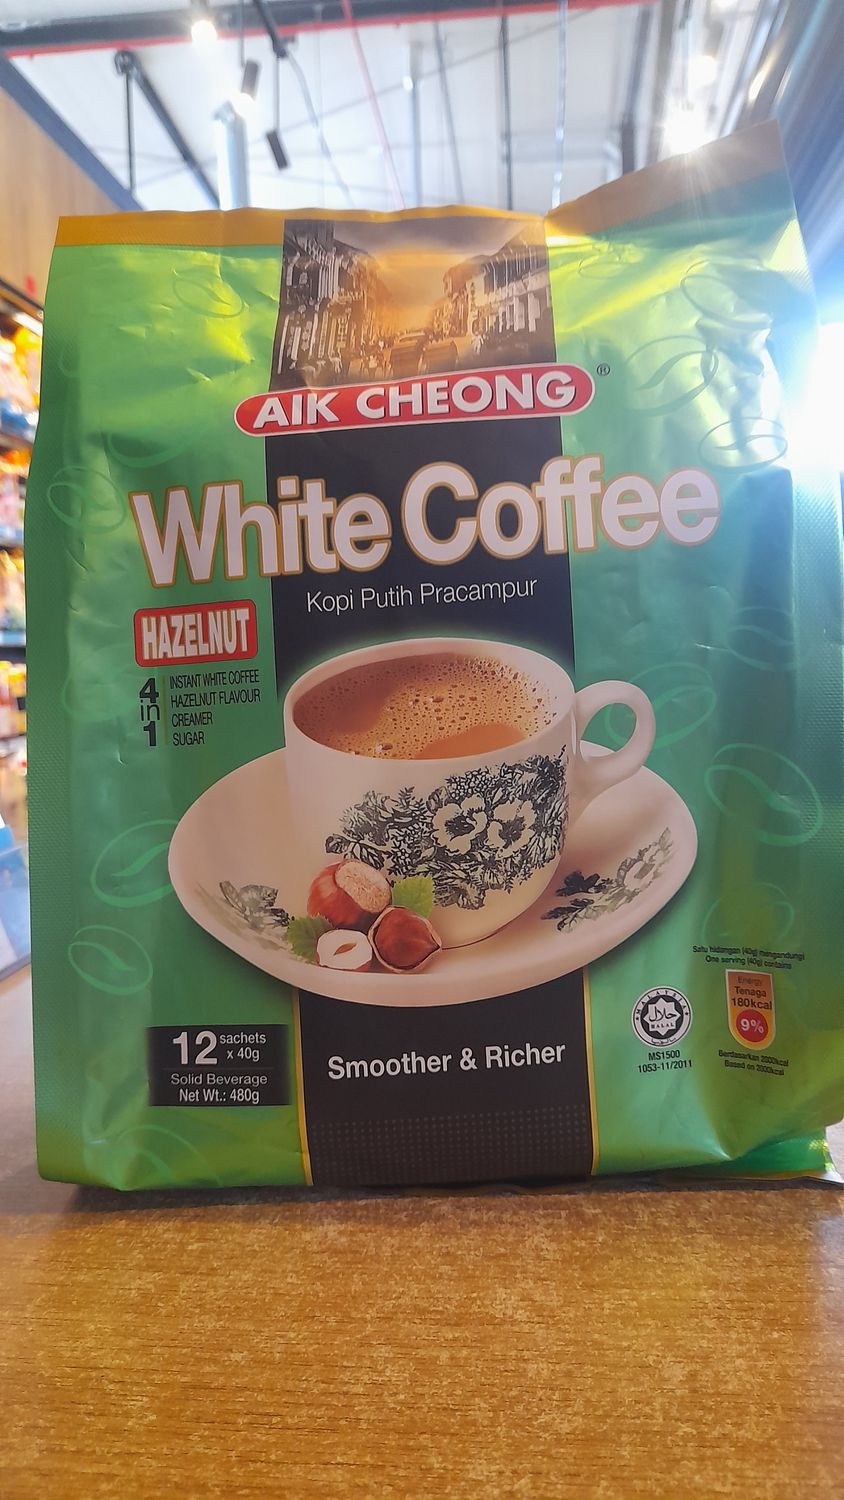 AIK CHEONG®
White Coffee
Kopi Putih Pracampur
HAZELNUT
4 in 1
INSTANT WHITE COFFEE
HAZELNUT FLAVOUR
CREAMER
SUGAR
12 sachets x 40g
Solid Beverage
Net Wt.: 480g
Smoother & Richer
MALAYSIA
حلال
HALAL
MS1500
1053-11/2011
Satu hidangan (40g) mengandungi
One serving (40g) contains
Energy
Tenaga
180kcal
9%
Berdasarkan 2000kcal
Based on 2000kcal